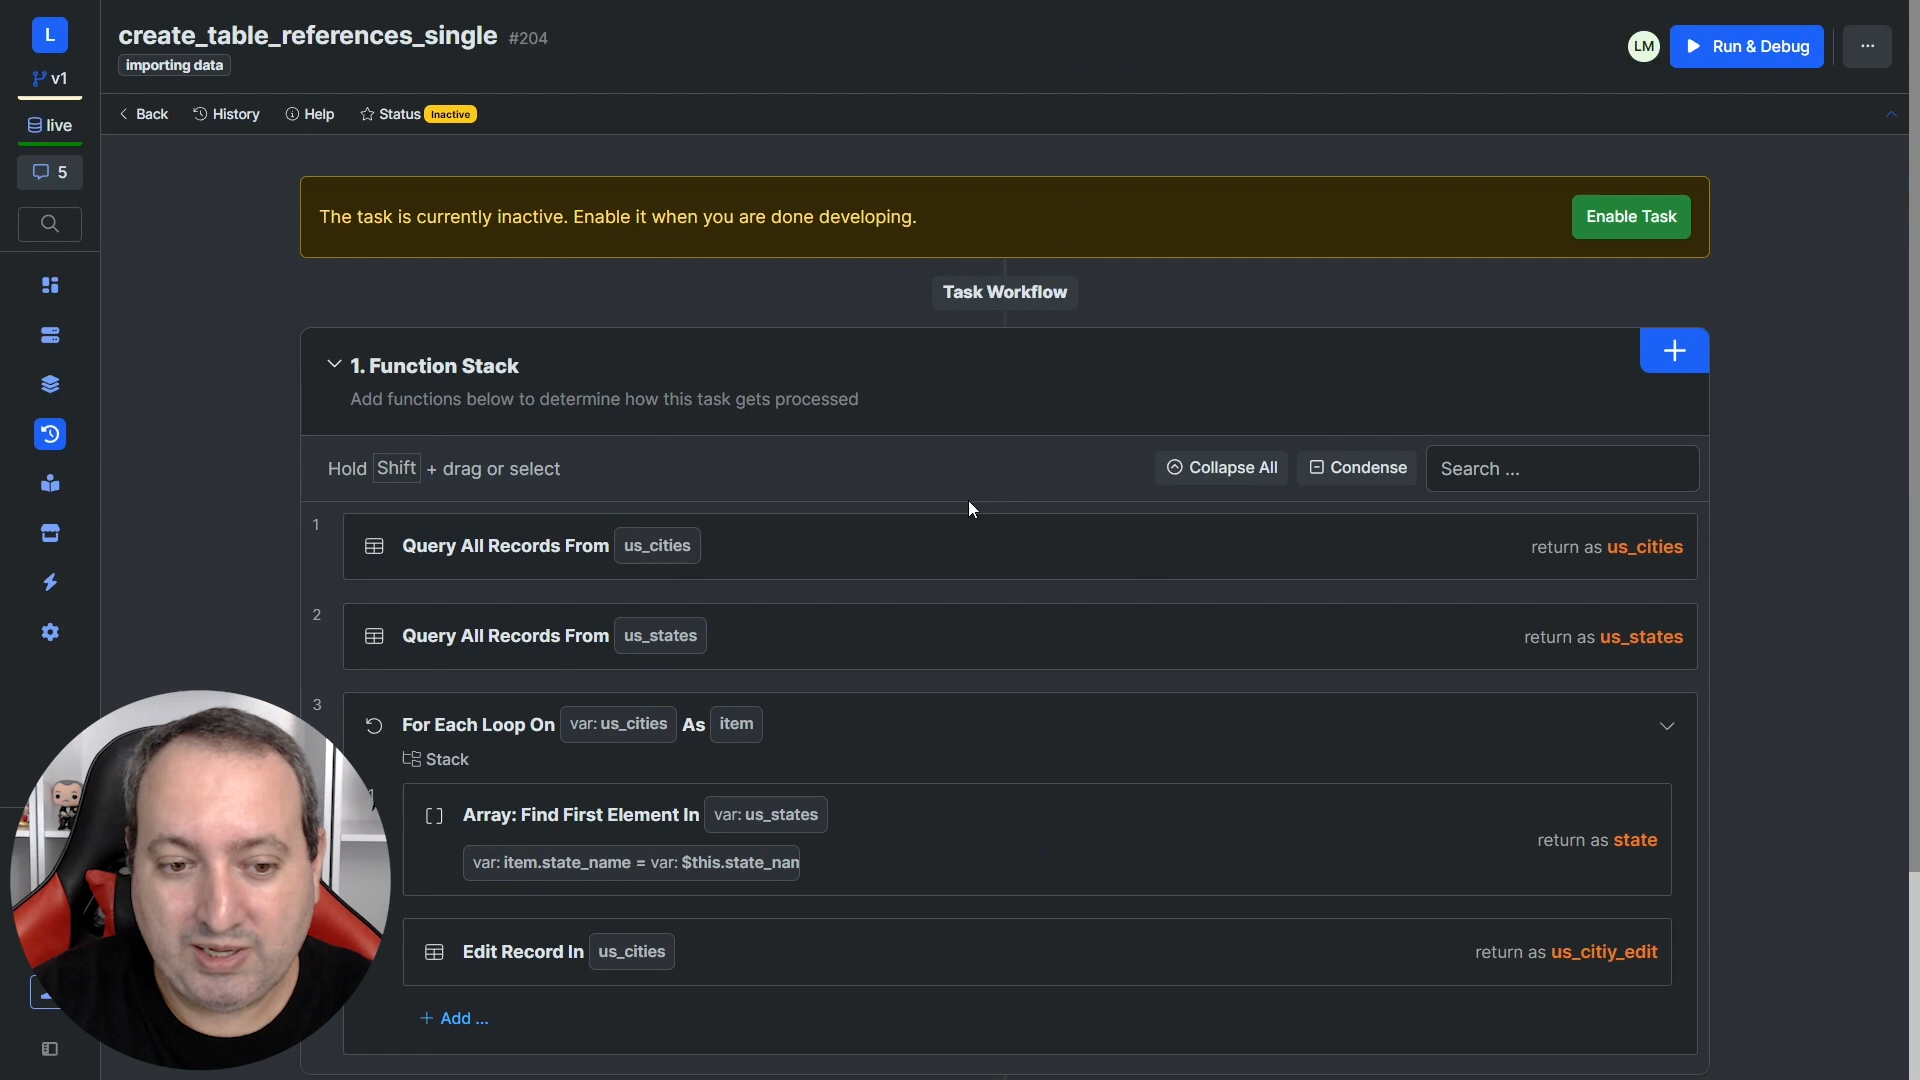 L
create_table_references_single #204
importing data
LM
Run & Debug
...
v1
live
5
Back
History
Help
Status Inactive
The task is currently inactive. Enable it when you are done developing.
Enable Task
Task Workflow
1. Function Stack
Add functions below to determine how this task gets processed
Hold Shift + drag or select
Collapse All
Condense
Search ...
1
Query All Records From us_cities
return as us_cities
2
Query All Records From us_states
return as us_states
3
For Each Loop On var: us_cities As item
Stack
1
Array: Find First Element In var: us_states
var: item.state_name = var: $this.state_nam
return as state
Edit Record In us_cities
return as us_citiy_edit
+ Add ...